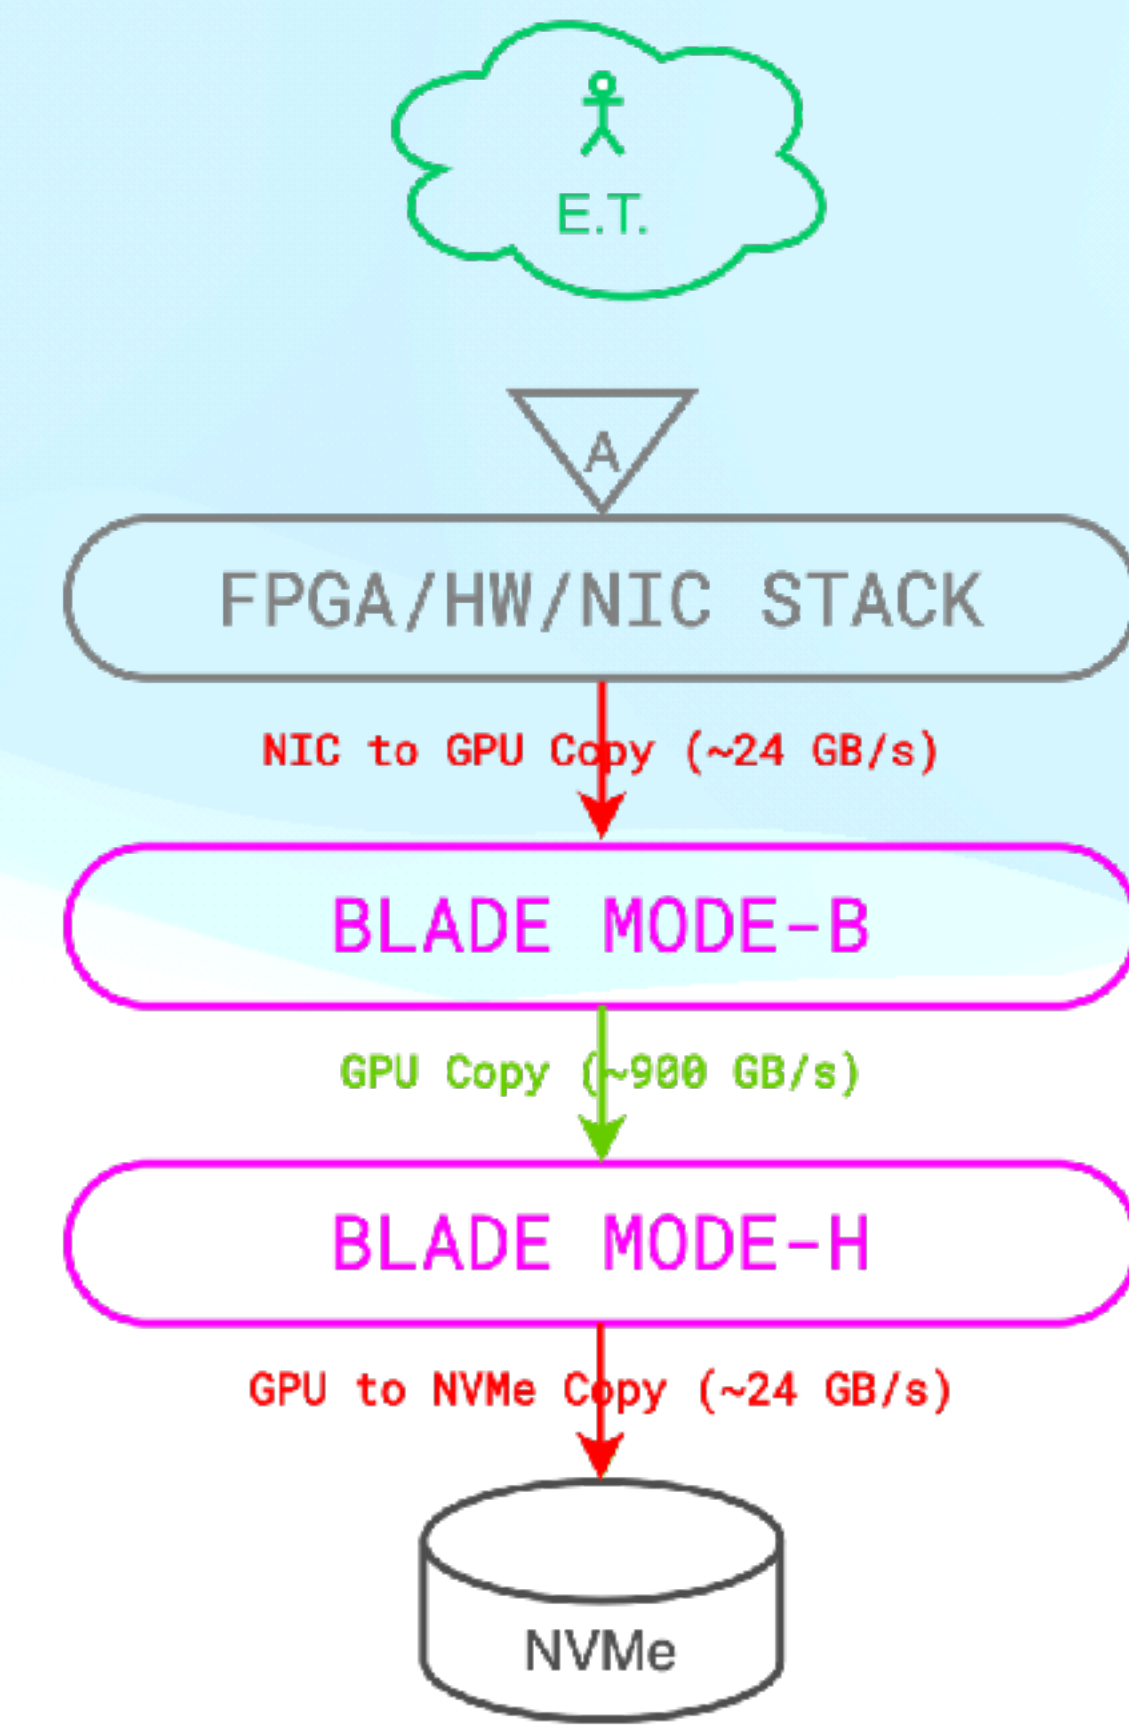 E.T.
A
FPGA/HW/NIC STACK
NIC to GPU Copy (~24 GB/s)
BLADE MODE-B
GPU Copy (~900 GB/s)
BLADE MODE-H
GPU to NVMe Copy (~24 GB/s)
NVMe